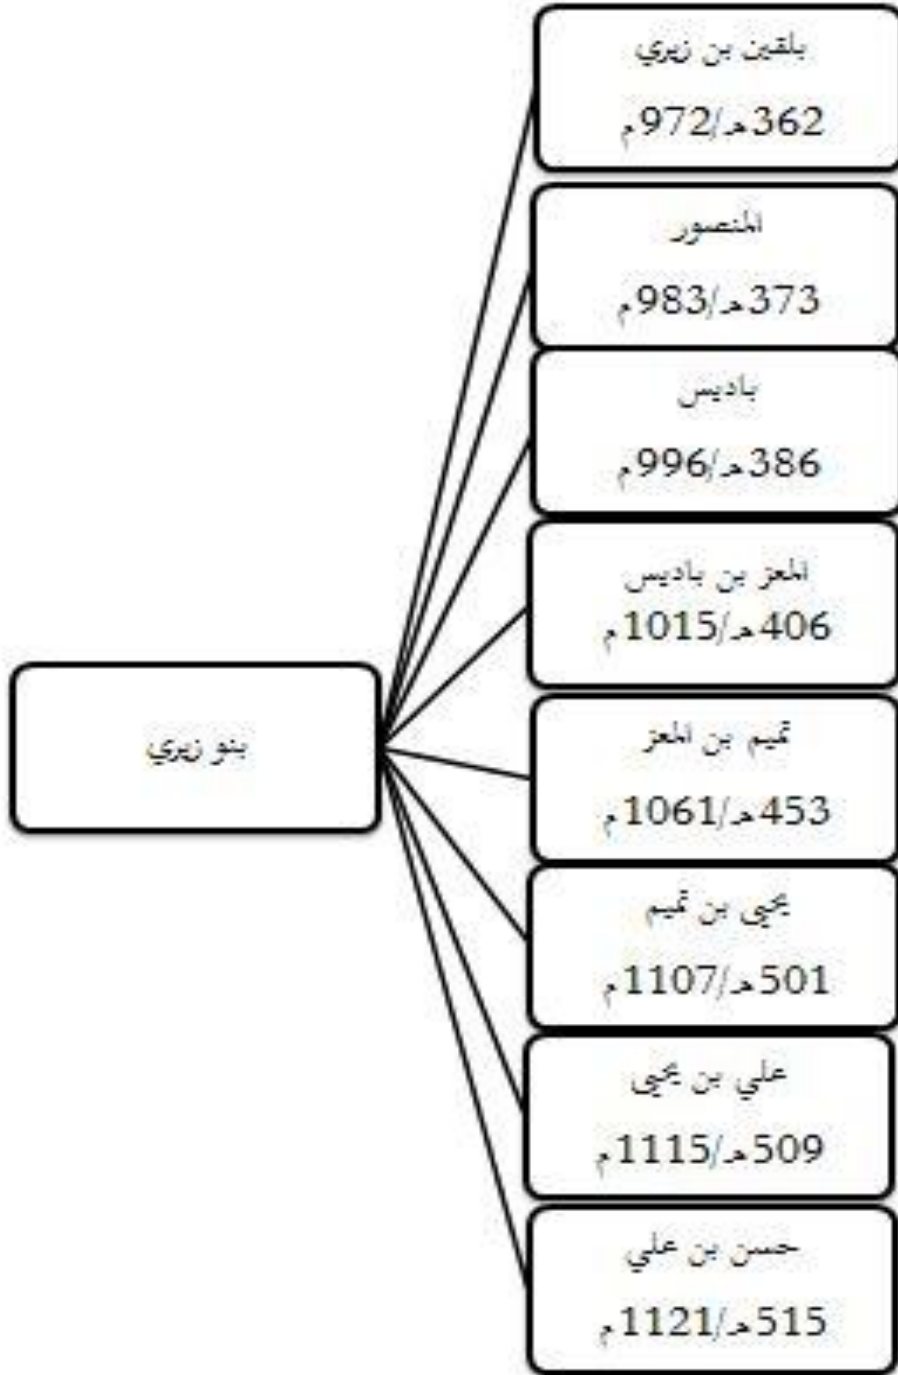 بلقين بن زيري
362هـ/972م
المنصور
373هـ/983م
باديس
386هـ/996م
المعز بن باديس
406هـ/1015م
تميم بن المعز
453هـ/1061م
يحيى بن تميم
501هـ/1107م
علي بن يحيى
509هـ/1115م
حسن بن علي
515هـ/1121م
بنو زيري